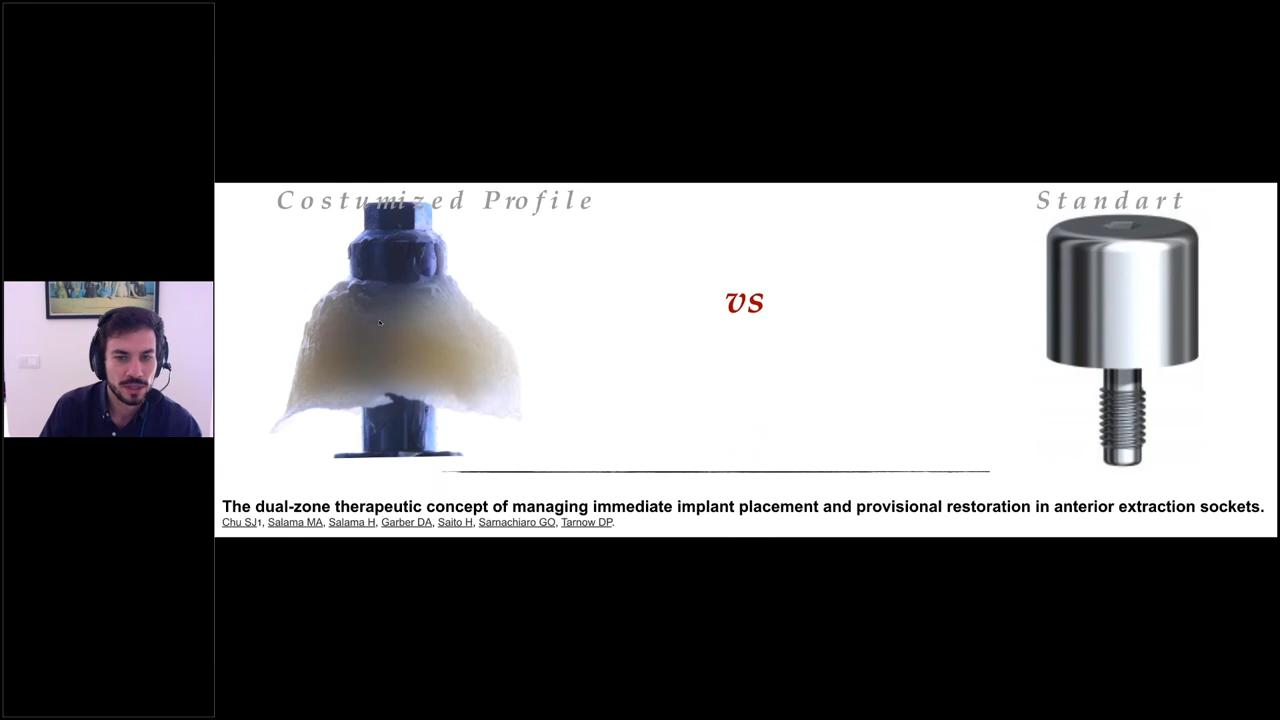 Costumized Profile
Standart
vs
The dual-zone therapeutic concept of managing immediate implant placement and provisional restoration in anterior extraction sockets.
Chu SJ1, Salama MA, Salama H, Garber DA, Saito H, Sarnachiaro GO, Tarnow DP.